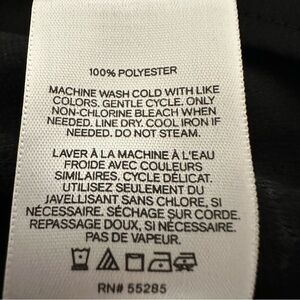 100% POLYESTER
MACHINE WASH COLD WITH LIKE
COLORS. GENTLE CYCLE. ONLY
NON-CHLORINE BLEACH WHEN
NEEDED. LINE DRY. COOL IRON IF
NEEDED. DO NOT STEAM.
LAVER À LA MACHINE À L'EAU
FROIDE AVEC COULEURS
SIMILAIRES. CYCLE DÉLICAT.
UTILISEZ SEULEMENT DU
JAVELLISANT SANS CHLORE, SI
NÉCESSAIRE. SÉCHAGE SUR CORDE.
REPASSAGE DOUX, SI NÉCESSAIRE.
PAS DE VAPEUR.
RN# 55285